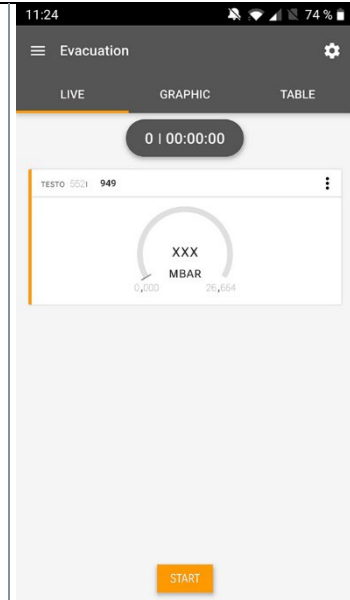 11:24 74 %
Evacuation
LIVE GRAPHIC TABLE
0 | 00:00:00
TESTO 552I 949
XXX
MBAR
0,000 26,664
START